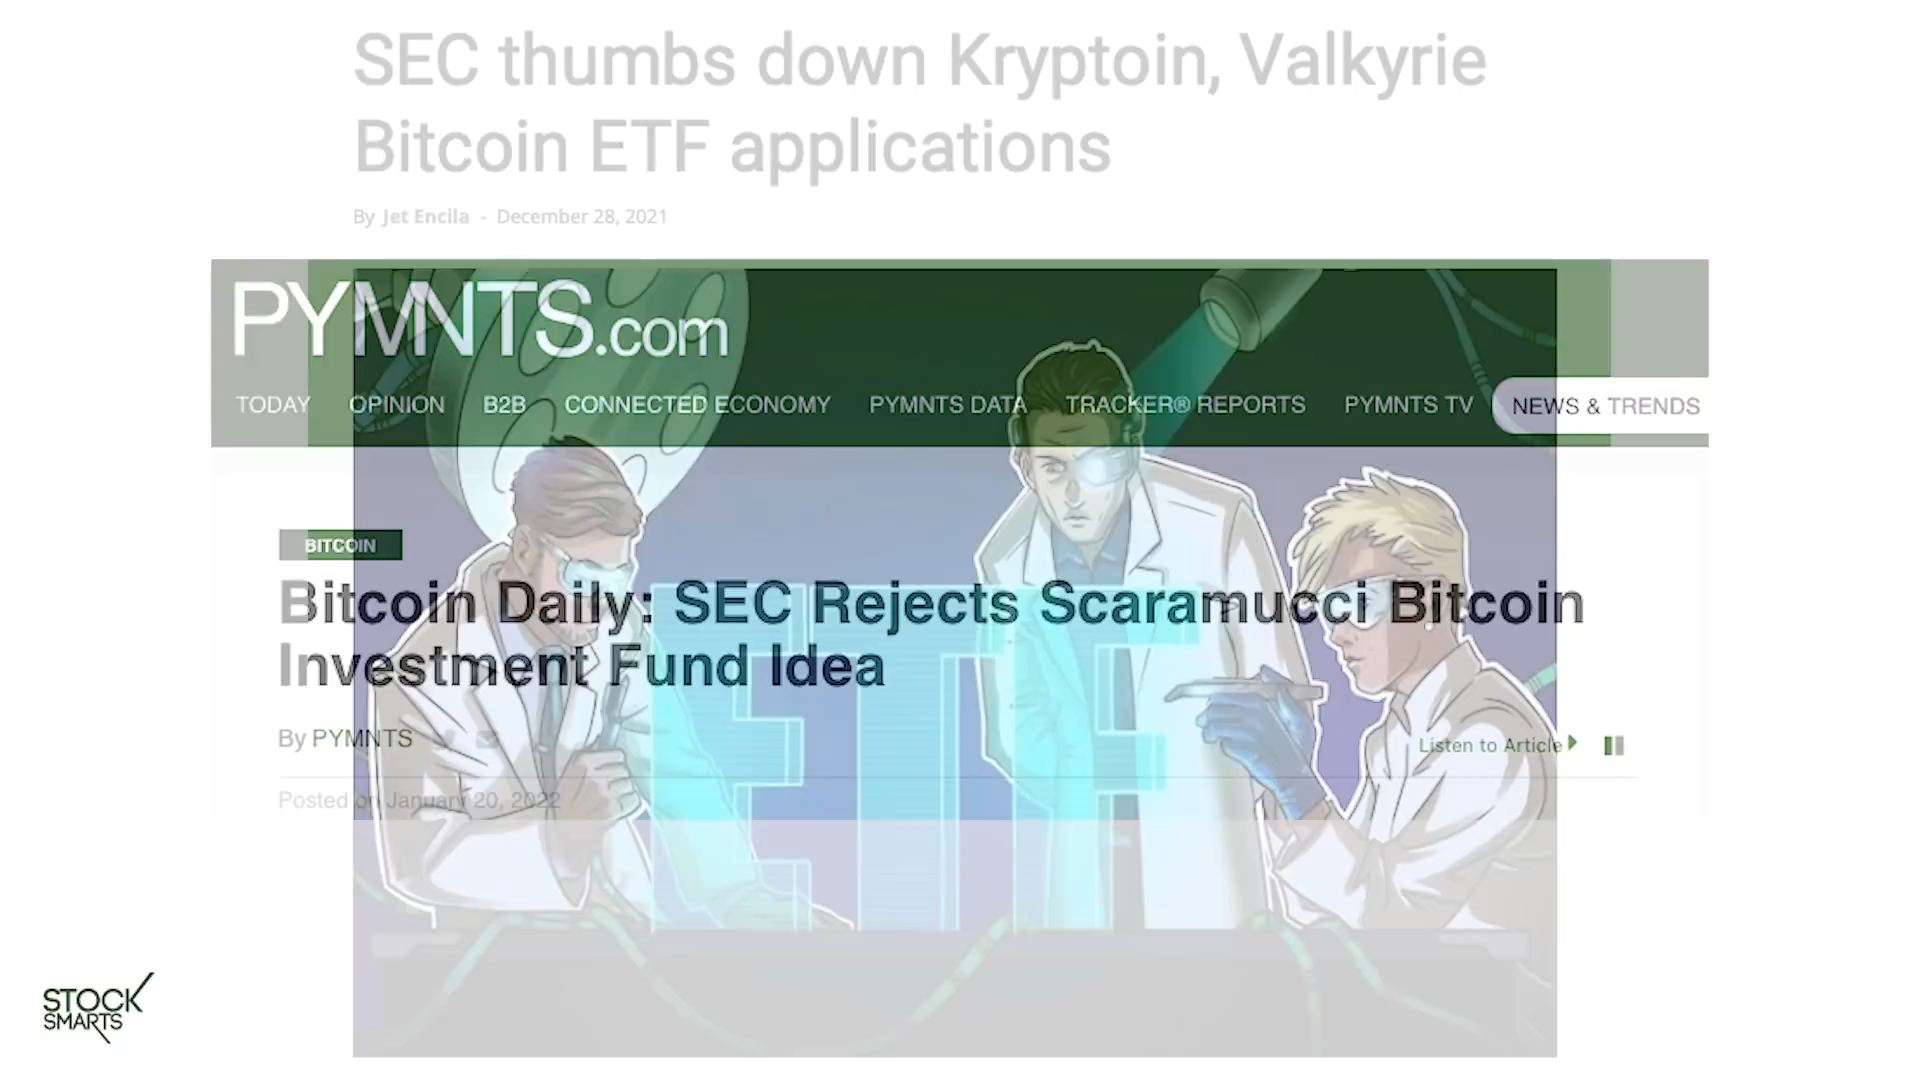 SEC thumbs down Kryptoin, Valkyrie
Bitcoin ETF applications
By Jet Encila - December 28, 2021
PYMNTS.com
TODAY OPINION B2B CONNECTED ECONOMY PYMNTS DATA TRACKER® REPORTS PYMNTS TV NEWS & TRENDS
BITCOIN
Bitcoin Daily: SEC Rejects Scaramucci Bitcoin
Investment Fund Idea
By PYMNTS
Listen to Article
Posted on January 20, 2022
ETF
STOCK
SMARTS